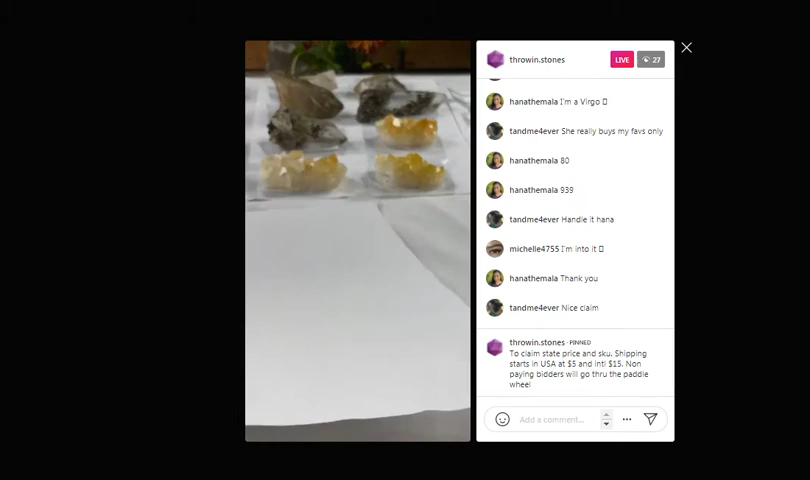 throwin.stones
LIVE
27
hanathemala I'm a Virgo
tandme4ever She really buys my favs only
hanathemala 80
hanathemala 939
tandme4ever Handle it hana
michelle4755 I'm into it
hanathemala Thank you
tandme4ever Nice claim
throwin.stones · PINNED
To claim state price and sku. Shipping
starts in USA at $5 and intl $15. Non
paying bidders will go thru the paddle
wheel
Add a comment...